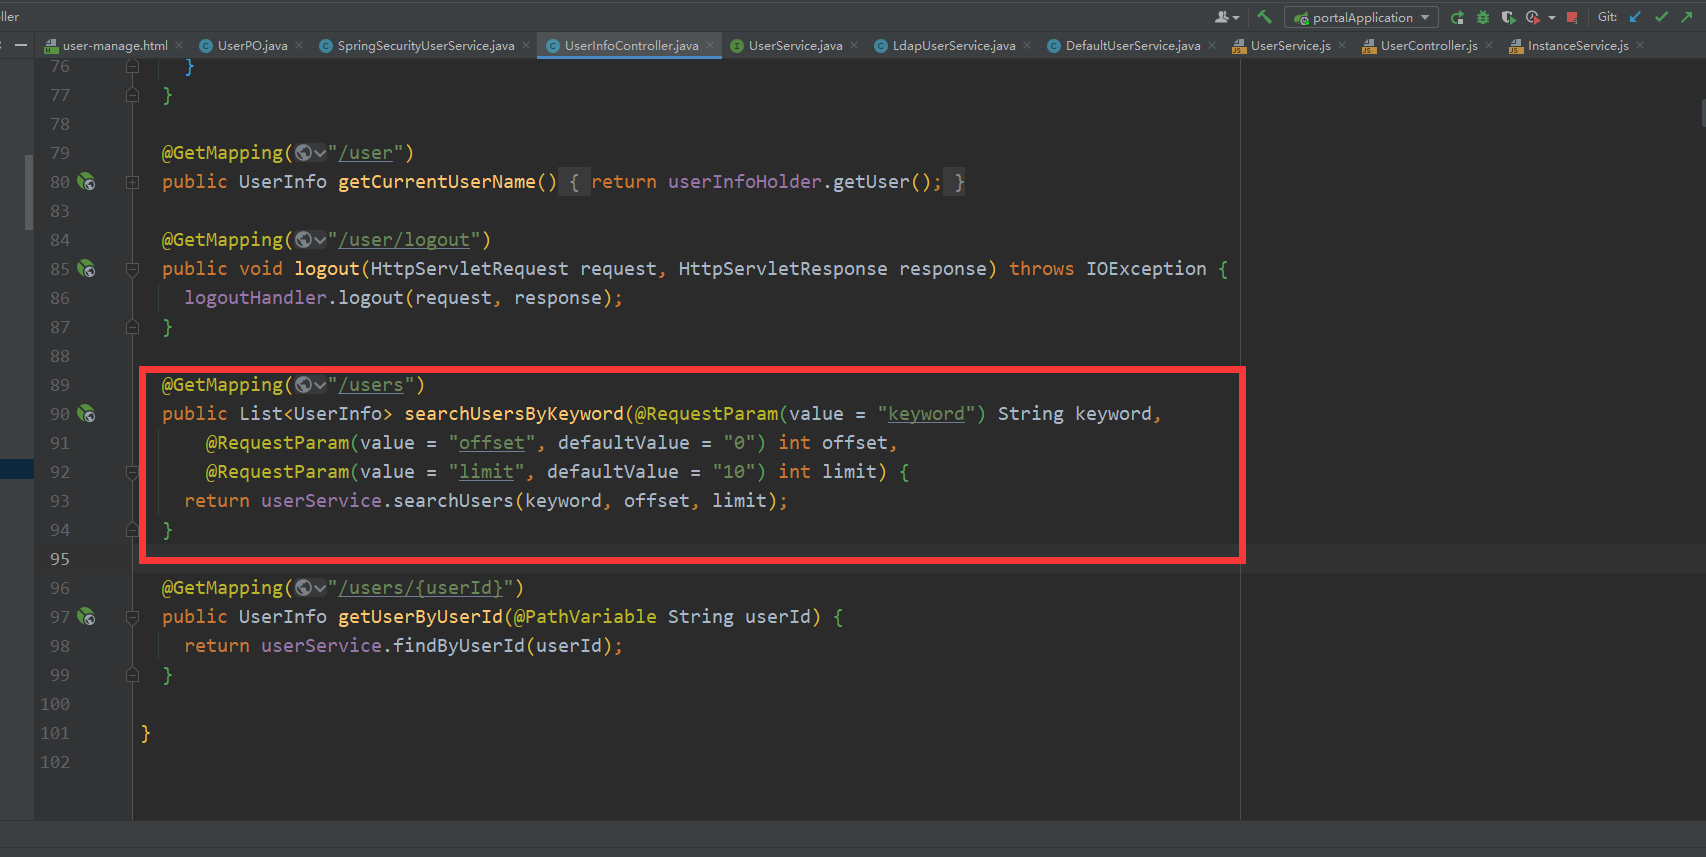 ller
portalApplication
Git:
user-manage.html
UserPO.java
SpringSecurityUserService.java
UserInfoController.java
UserService.java
LdapUserService.java
DefaultUserService.java
UserService.js
UserController.js
InstanceService.js
76 }
77 }
78
79 @GetMapping("/user")
80 public UserInfo getCurrentUserName() { return userInfoHolder.getUser(); }
83
84 @GetMapping("/user/logout")
85 public void logout(HttpServletRequest request, HttpServletResponse response) throws IOException {
86 logoutHandler.logout(request, response);
87 }
88
89 @GetMapping("/users")
90 public List<UserInfo> searchUsersByKeyword(@RequestParam(value = "keyword") String keyword,
91 @RequestParam(value = "offset", defaultValue = "0") int offset,
92 @RequestParam(value = "limit", defaultValue = "10") int limit) {
93 return userService.searchUsers(keyword, offset, limit);
94 }
95
96 @GetMapping("/users/{userId}")
97 public UserInfo getUserByUserId(@PathVariable String userId) {
98 return userService.findByUserId(userId);
99 }
100
101 }
102